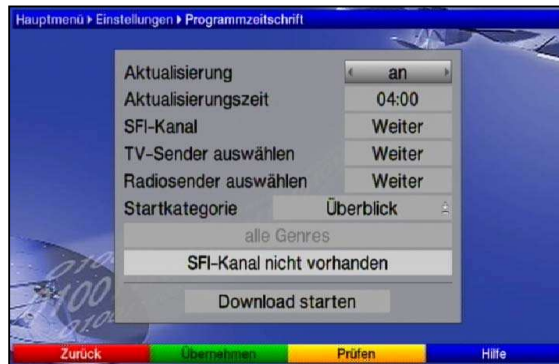 Hauptmenü ▸ Einstellungen ▸ Programmzeitschrift
Aktualisierung an
Aktualisierungszeit 04:00
SFI-Kanal Weiter
TV-Sender auswählen Weiter
Radiosender auswählen Weiter
Startkategorie Überblick
alle Genres
SFI-Kanal nicht vorhanden
Download starten
Zurück Übernehmen Prüfen Hilfe